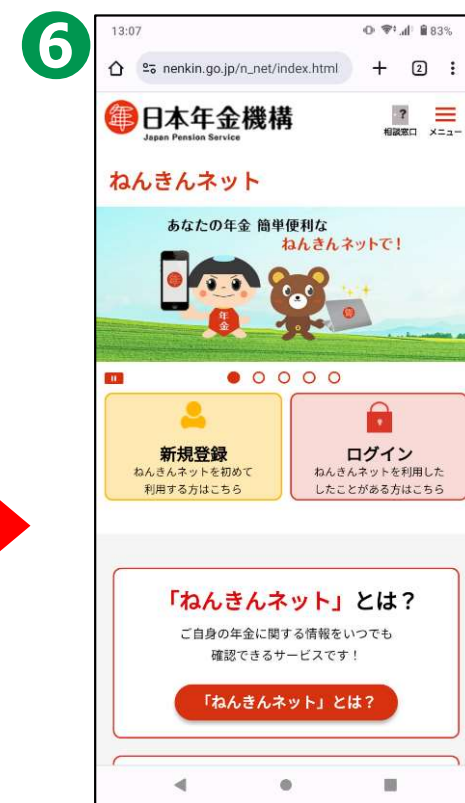 6
13:07
83%
nenkin.go.jp/n_net/index.html
2
年
日本年金機構
Japan Pension Service
?
相談窓口
メニュー
ねんきんネット
あなたの年金 簡単便利な
ねんきんネットで！
年金
新規登録
ねんきんネットを初めて
利用する方はこちら
ログイン
ねんきんネットを利用した
したことがある方はこちら
「ねんきんネット」とは？
ご自身の年金に関する情報をいつでも
確認できるサービスです！
「ねんきんネット」とは？